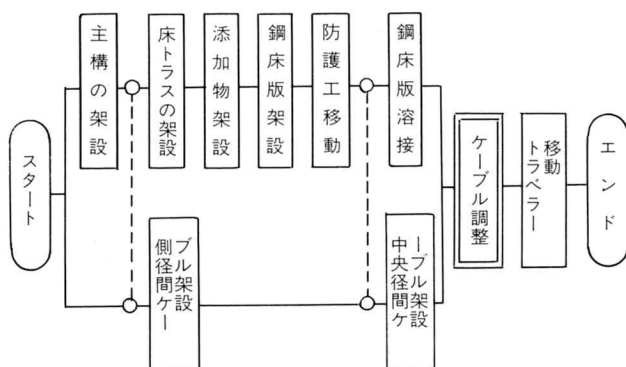 スタート
主構の架設
床トラスの架設
添加物架設
鋼床版架設
防護工移動
鋼床版溶接
側径間ケー
ブル架設
中央径間ケ
ーブル架設
ケーブル調整
移動
トラベラー
エンド